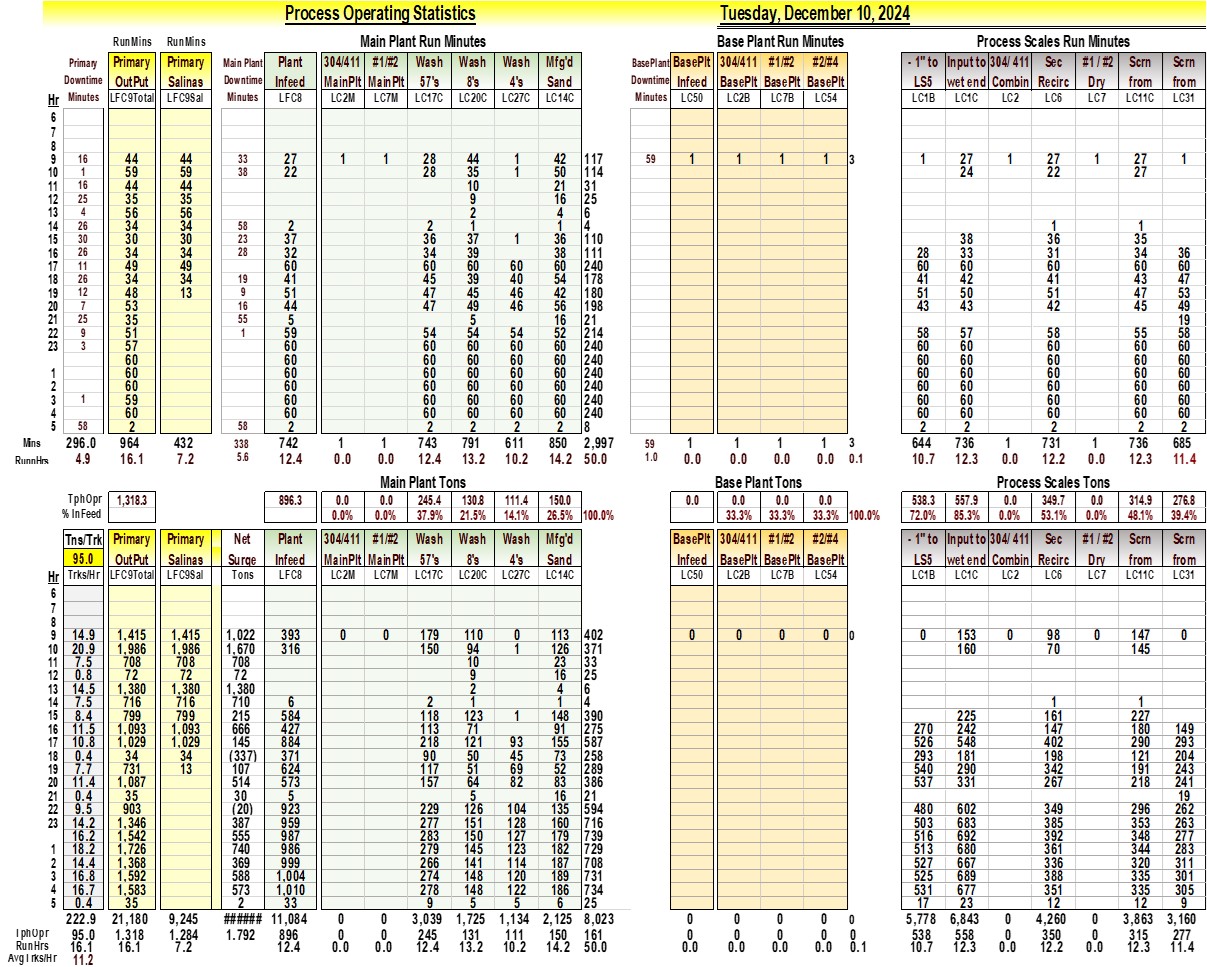 Process Operating Statistics Tuesday, December 10, 2024
RunMins RunMins Main Plant Run Minutes Base Plant Run Minutes Process Scales Run Minutes
Primary Primary Primary Main Plant Plant 304/411 #1/#2 Wash Wash Wash Mfg'd BasePlant BasePlt 304/411 #1/#2 #2/#4 - 1" to Input to 304/ 411 Sec #1 / #2 Scrn Scrn
Downtime OutPut Salinas Downtime Infeed MainPlt MainPlt 57's 8's 4's Sand Downtime Infeed BasePlt BasePlt BasePlt LS5 wet end Combin Recirc Dry from from
Hr Minutes LFC9Total LFC9Sal Minutes LFC8 LC2M LC7M LC17C LC20C LC27C LC14C Minutes LC50 LC2B LC7B LC54 LC1B LC1C LC2 LC6 LC7 LC11C LC31
6
7
8
9 16 44 44 33 27 1 1 28 44 1 42 117 59 1 1 1 1 3 1 27 1 27 1 27 1
10 1 59 59 38 22 28 35 1 50 114 24 22 27
11 16 44 44 10 21 31
12 25 35 35 9 16 25
13 4 56 56 2 4 6
14 26 34 34 58 2 2 1 1 4 1 1
15 30 30 30 23 37 36 37 1 36 110 38 36 35
16 26 34 34 28 32 34 39 38 111 28 33 31 34 36
17 11 49 49 60 60 60 60 60 240 60 60 60 60 60
18 26 34 34 19 41 45 39 40 54 178 41 42 41 43 47
19 12 48 13 9 51 47 45 46 42 180 51 50 51 47 53
20 7 53 16 44 47 49 46 56 198 43 43 42 45 49
21 25 35 55 5 5 16 21 19
22 9 51 1 59 54 54 54 52 214 58 57 58 55 58
23 3 57 60 60 60 60 60 240 60 60 60 60 60
60 60 60 60 60 60 240 60 60 60 60 60
1 60 60 60 60 60 60 240 60 60 60 60 60
2 60 60 60 60 60 60 240 60 60 60 60 60
3 1 59 60 60 60 60 60 240 60 60 60 60 60
4 60 60 60 60 60 60 240 60 60 60 60 60
5 58 2 58 2 2 2 2 2 8 2 2 2 2 2
Mins 296.0 964 432 338 742 1 1 743 791 611 850 2,997 59 1 1 1 1 3 644 736 1 731 1 736 685
RunnHrs 4.9 16.1 7.2 5.6 12.4 0.0 0.0 12.4 13.2 10.2 14.2 50.0 1.0 0.0 0.0 0.0 0.0 0.1 10.7 12.3 0.0 12.2 0.0 12.3 11.4
Main Plant Tons Base Plant Tons Process Scales Tons
TphOpr 1,318.3 896.3 0.0 0.0 245.4 130.8 111.4 150.0 0.0 0.0 0.0 0.0 538.3 557.9 0.0 349.7 0.0 314.9 276.8
% InFeed 0.0% 0.0% 37.9% 21.5% 14.1% 26.5% 100.0% 33.3% 33.3% 33.3% 100.0% 72.0% 85.3% 0.0% 53.1% 0.0% 48.1% 39.4%
Tns/Trk Primary Primary Net Plant 304/411 #1/#2 Wash Wash Wash Mfg'd BasePlt 304/411 #1/#2 #2/#4 - 1" to Input to 304/ 411 Sec #1 / #2 Scrn Scrn
95.0 OutPut Salinas Surge Infeed MainPlt MainPlt 57's 8's 4's Sand Infeed BasePlt BasePlt BasePlt LS5 wet end Combin Recirc Dry from from
Hr Trks/Hr LFC9Total LFC9Sal Tons LFC8 LC2M LC7M LC17C LC20C LC27C LC14C LC50 LC2B LC7B LC54 LC1B LC1C LC2 LC6 LC7 LC11C LC31
6
7
8
9 14.9 1,415 1,415 1,022 393 0 0 179 110 0 113 402 0 0 0 0 0 0 153 0 98 0 147 0
10 20.9 1,986 1,986 1,670 316 150 94 1 126 371 160 70 145
11 7.5 708 708 708 10 23 33
12 0.8 72 72 72 9 16 25
13 14.5 1,380 1,380 1,380 2 4 6
14 7.5 716 716 710 6 2 1 1 4 1 1
15 8.4 799 799 215 584 118 123 1 148 390 225 161 227
16 11.5 1,093 1,093 666 427 113 71 91 275 270 242 147 180 149
17 10.8 1,029 1,029 145 884 218 121 93 155 587 526 548 402 290 293
18 0.4 34 34 (337) 371 90 50 45 73 258 293 181 198 121 204
19 7.7 731 13 107 624 117 51 69 52 289 540 290 342 191 243
20 11.4 1,087 514 573 157 64 82 83 386 537 331 267 218 241
21 0.4 35 30 5 5 16 21 19
22 9.5 903 (20) 923 229 126 104 135 594 480 602 349 296 262
23 14.2 1,346 387 959 277 151 128 160 716 503 683 385 353 263
16.2 1,542 555 987 283 150 127 179 739 516 692 392 348 277
1 18.2 1,726 740 986 279 145 123 182 729 513 680 361 344 283
2 14.4 1,368 369 999 266 141 114 187 708 527 667 336 320 311
3 16.8 1,592 588 1,004 274 148 120 189 731 525 689 388 335 301
4 16.7 1,583 573 1,010 278 148 122 186 734 531 677 351 335 305
5 0.4 35 2 33 9 5 5 6 25 17 23 12 12 9
222.9 21,180 9,245 ###### 11,084 0 0 3,039 1,725 1,134 2,125 8,023 0 0 0 0 0 5,778 6,843 0 4,260 0 3,863 3,160
TphOpr 95.0 1,318 1,284 1.792 896 0 0 245 131 111 150 161 0 0 0 0 0 538 558 0 350 0 315 277
RunHrs 16.1 16.1 7.2 12.4 0.0 0.0 12.4 13.2 10.2 14.2 50.0 0.0 0.0 0.0 0.0 0.1 10.7 12.3 0.0 12.2 0.0 12.3 11.4
AvgTrks/Hr 11.2